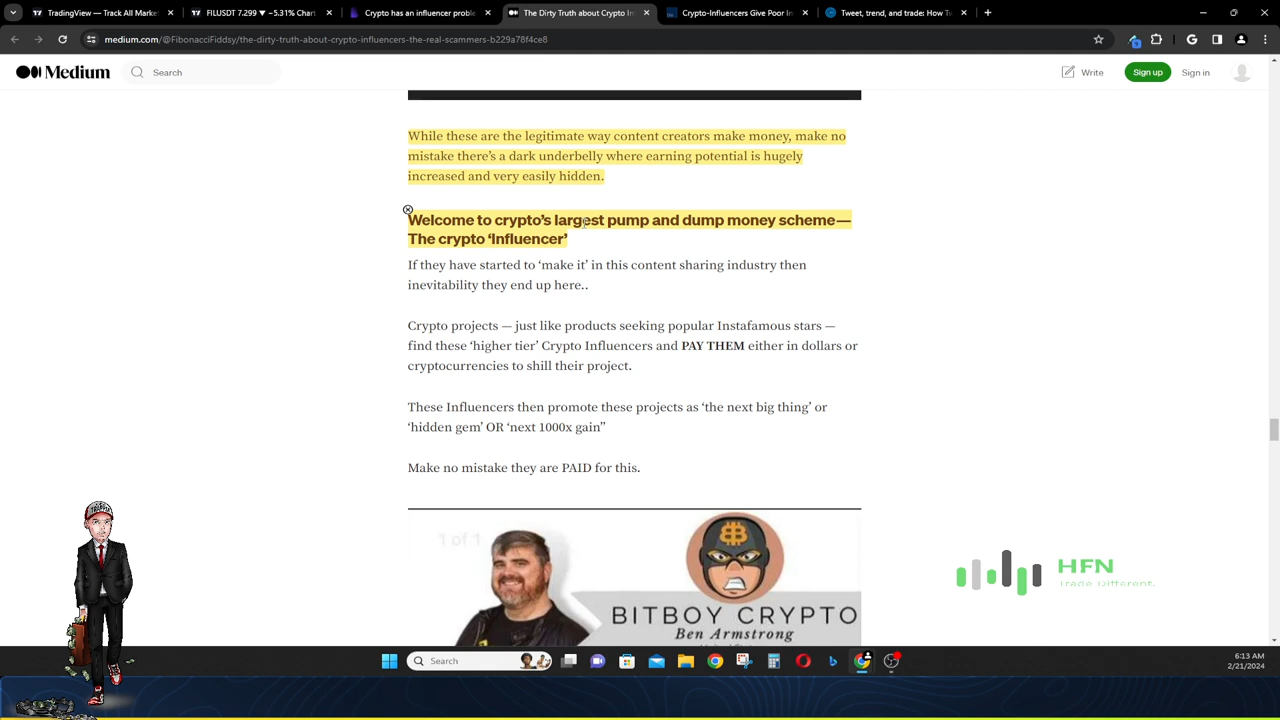 TradingView — Track All Market
FILUSDT 7.299 ▼ −5.31% Chart
Crypto has an influencer proble
The Dirty Truth about Crypto In
Crypto-Influencers Give Poor In
Tweet, trend, and trade: How Tw
medium.com/@FibonacciFiddsy/the-dirty-truth-about-crypto-influencers-the-real-scammers-b229a78f4ce8
Medium
Search
Write
Sign up
Sign in
While these are the legitimate way content creators make money, make no
mistake there's a dark underbelly where earning potential is hugely
increased and very easily hidden.
Welcome to crypto's largest pump and dump money scheme—
The crypto 'Influencer'
If they have started to 'make it' in this content sharing industry then
inevitability they end up here..
Crypto projects — just like products seeking popular Instafamous stars —
find these 'higher tier' Crypto Influencers and PAY THEM either in dollars or
cryptocurrencies to shill their project.
These Influencers then promote these projects as 'the next big thing' or
'hidden gem' OR 'next 1000x gain"
Make no mistake they are PAID for this.
1 of 1
BITBOY CRYPTO
Ben Armstrong
HFN
Trade Different.
Search
6:13 AM
2/21/2024